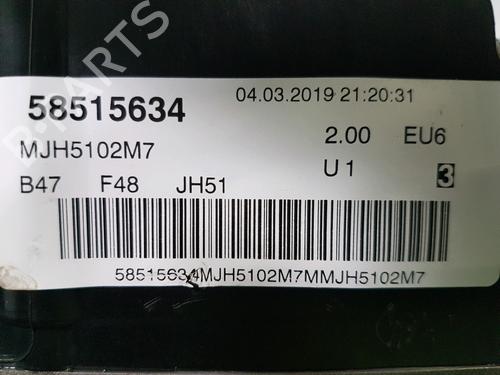 B-PARTS
58515634 04.03.2019 21:20:31
MJH5102M7 2.00 EU6
B47 F48 JH51 U 1 3
58515634MJH5102M7MMJH5102M7